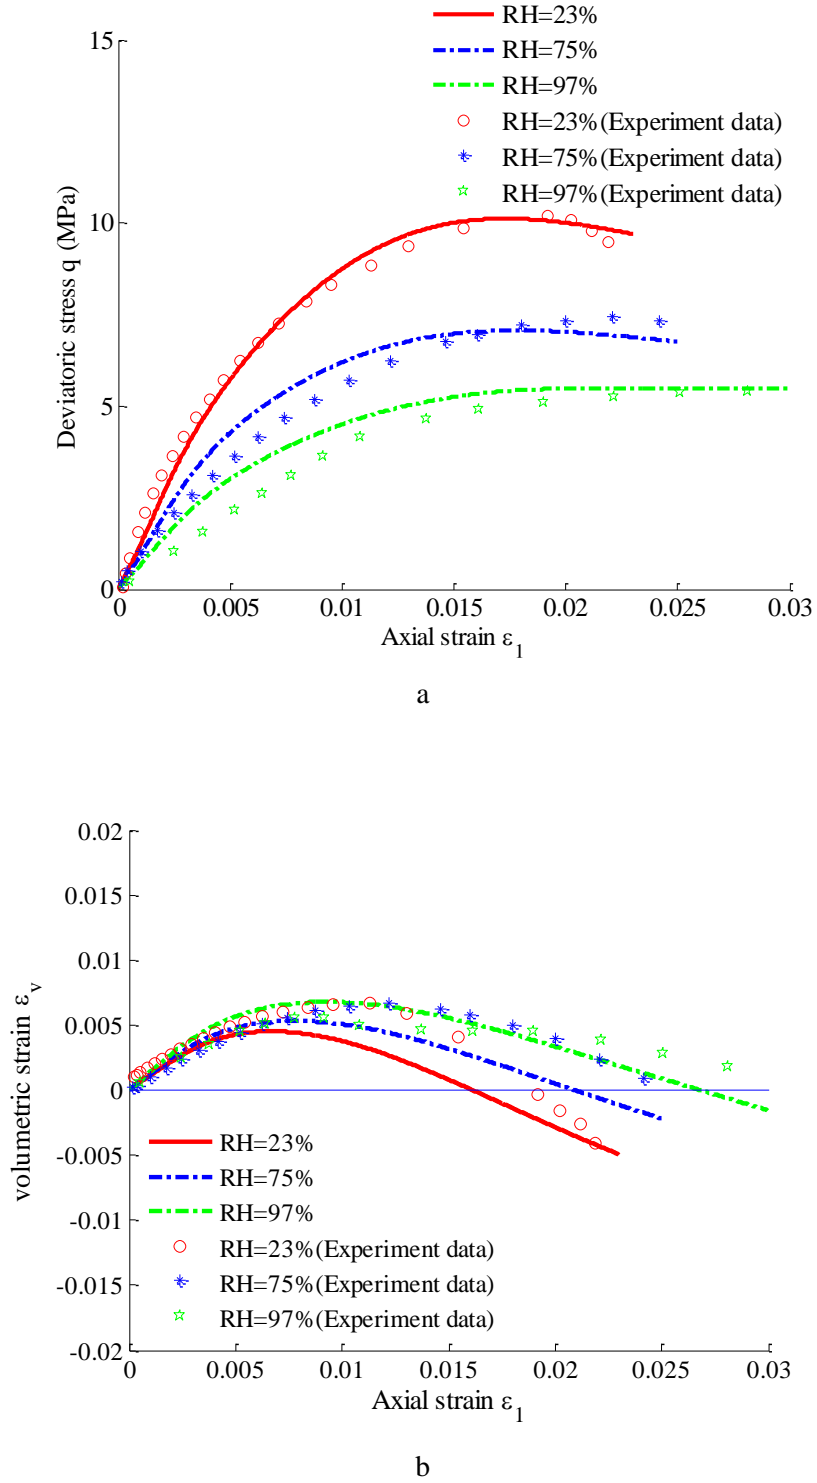 RH=23%
RH=75%
RH=97%
RH=23%(Experiment data)
RH=75%(Experiment data)
RH=97%(Experiment data)
15
10
5
0
Deviatoric stress q (MPa)
0 0.005 0.01 0.015 0.02 0.025 0.03
Axial strain ε1
a
0.02
0.015
0.01
0.005
0
-0.005
-0.01
-0.015
-0.02
volumetric strain εv
RH=23%
RH=75%
RH=97%
RH=23%(Experiment data)
RH=75%(Experiment data)
RH=97%(Experiment data)
0 0.005 0.01 0.015 0.02 0.025 0.03
Axial strain ε1
b